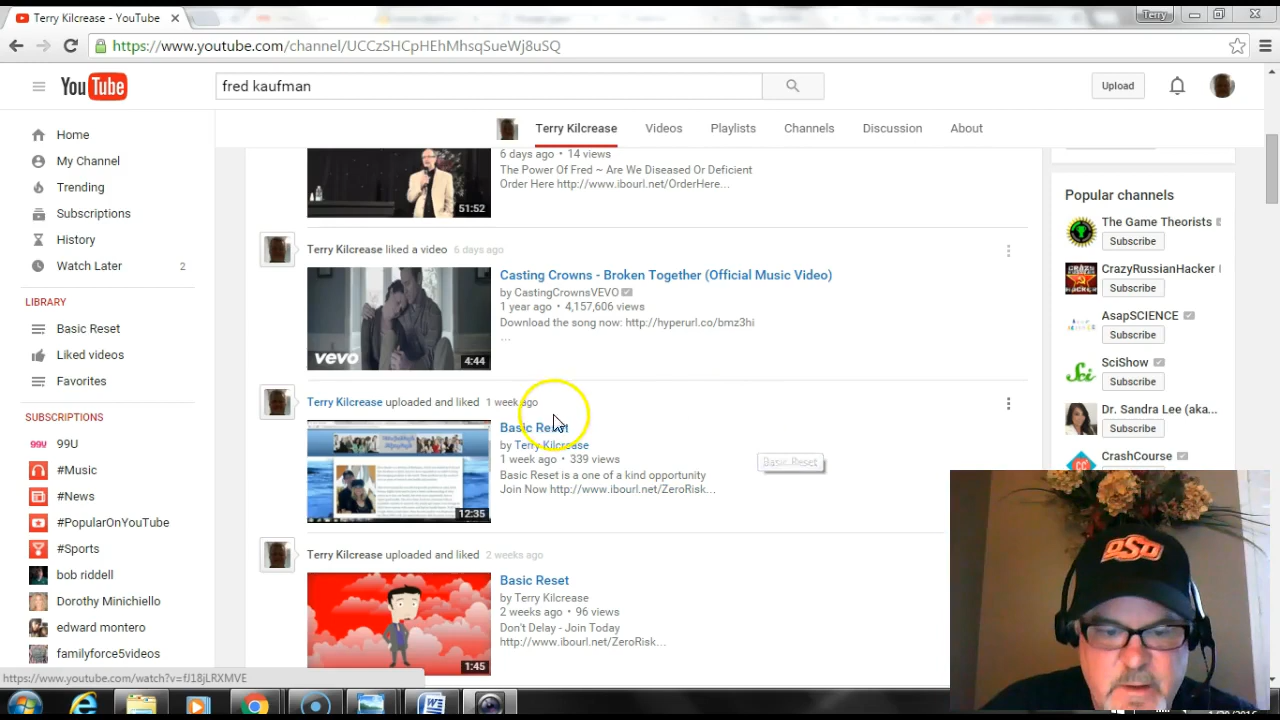 Terry Kilcrease - YouTube
Terry
https://www.youtube.com/channel/UCCzSHCpHEhMhsqSueWj8uSQ
YouTube
fred kaufman
Upload
Terry Kilcrease
Videos
Playlists
Channels
Discussion
About
Home
My Channel
Trending
Subscriptions
History
Watch Later 2
LIBRARY
Basic Reset
Liked videos
Favorites
SUBSCRIPTIONS
99U 99U
#Music
#News
#PopularOnYouTube
#Sports
bob riddell
Dorothy Minichiello
edward montero
familyforce5videos
6 days ago • 14 views
The Power Of Fred ~ Are We Diseased Or Deficient
Order Here http://www.ibourl.net/OrderHere...
51:52
Terry Kilcrease liked a video 6 days ago
Casting Crowns - Broken Together (Official Music Video)
by CastingCrownsVEVO
1 year ago • 4,157,606 views
Download the song now: http://hyperurl.co/bmz3hi
...
vevo
4:44
Terry Kilcrease uploaded and liked 1 week ago
Basic Reset
by Terry Kilcrease
1 week ago • 339 views
Basic Reset is a one of a kind opportunity
Join Now http://www.ibourl.net/ZeroRisk...
12:35
Basic Reset
Terry Kilcrease uploaded and liked 2 weeks ago
Basic Reset
by Terry Kilcrease
2 weeks ago • 96 views
Don't Delay - Join Today
http://www.ibourl.net/ZeroRisk...
1:45
Popular channels
The Game Theorists
Subscribe
CrazyRussianHacker
Subscribe
AsapSCIENCE
Subscribe
SciShow
Subscribe
Dr. Sandra Lee (aka...
Subscribe
CrashCourse
Subscribe
OSO
https://www.youtube.com/watch?v=fJ18jLRXMVE